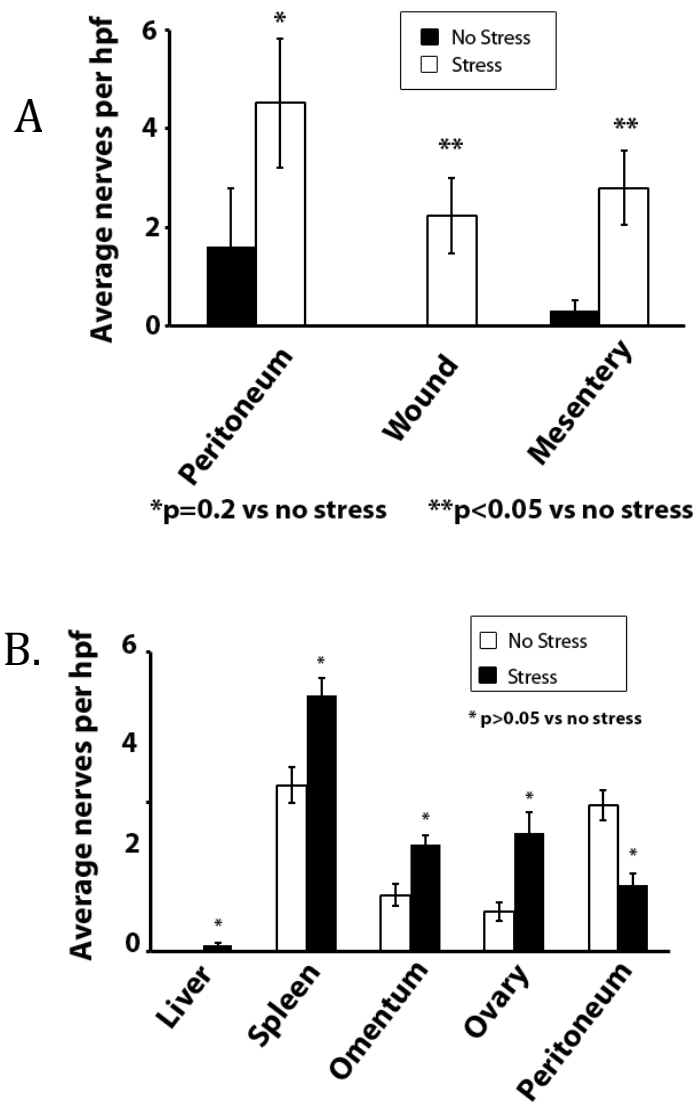 A
Average nerves per hpf
6
4
2
0
No Stress
Stress
*
**
**
Peritoneum
Wound
Mesentery
*p=0.2 vs no stress
**p<0.05 vs no stress
B.
Average nerves per hpf
6
4
2
0
No Stress
Stress
* p>0.05 vs no stress
*
*
*
*
*
Liver
Spleen
Omentum
Ovary
Peritoneum